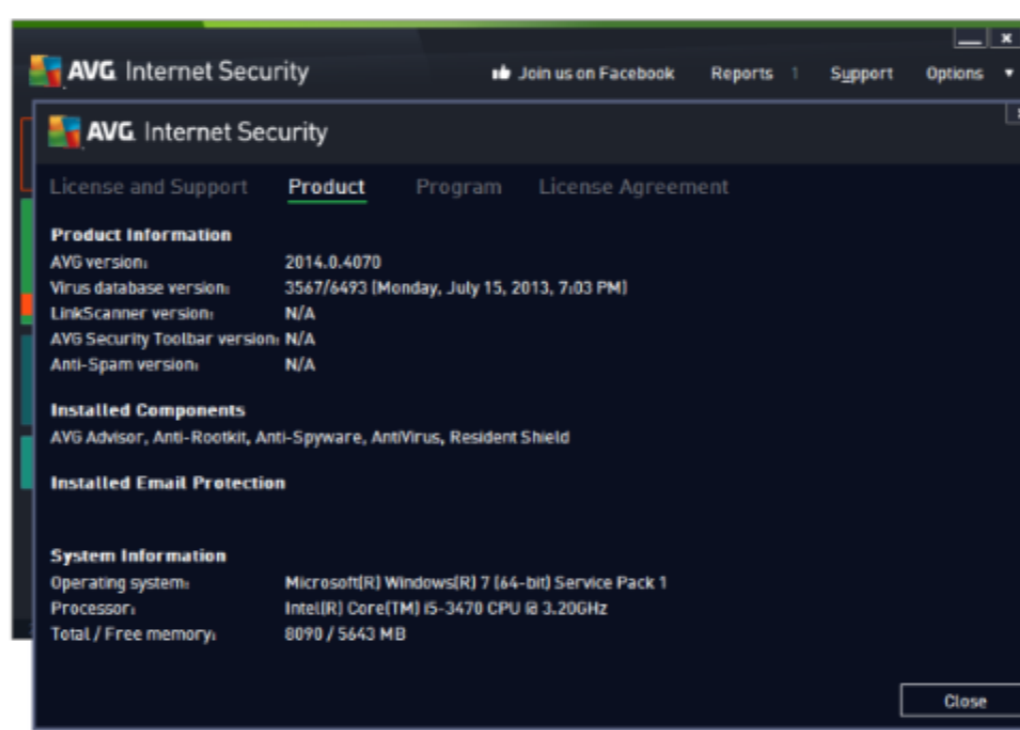 AVG Internet Security
Join us on Facebook Reports 1 Support Options
AVG Internet Security
License and Support Product Program License Agreement
Product Information
AVG version: 2014.0.4070
Virus database version: 3567/6493 (Monday, July 15, 2013, 7:03 PM)
LinkScanner version: N/A
AVG Security Toolbar version: N/A
Anti-Spam version: N/A
Installed Components
AVG Advisor, Anti-Rootkit, Anti-Spyware, AntiVirus, Resident Shield
Installed Email Protection
System Information
Operating system: Microsoft(R) Windows(R) 7 (64-bit) Service Pack 1
Processor: Intel(R) Core(TM) i5-3470 CPU @ 3.20GHz
Total / Free memory: 8090 / 5643 MB
Close